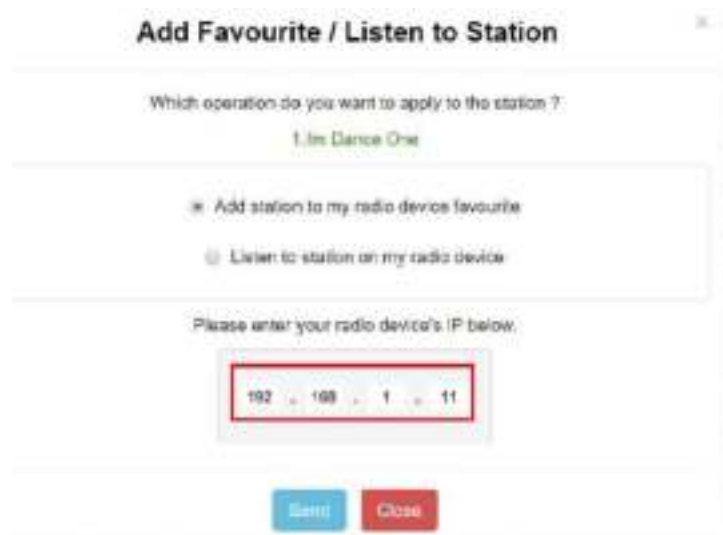 Add Favourite / Listen to Station
×
Which operation do you want to apply to the station ?
1.fm Dance One
Add station to my radio device favourite
Listen to station on my radio device
Please enter your radio device's IP below.
192 . 168 . 1 . 11
Send Close